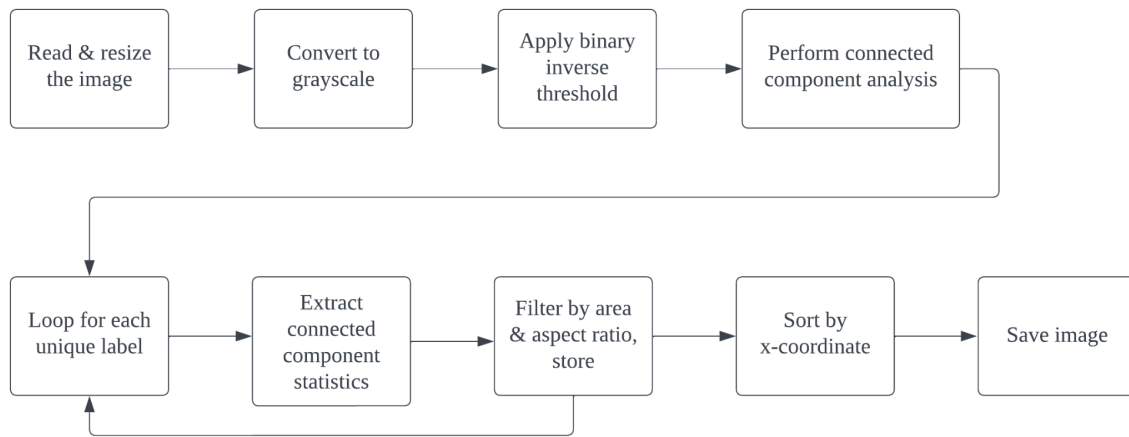 Read & resize
the image
Convert to
grayscale
Apply binary
inverse
threshold
Perform connected
component analysis
Loop for each
unique label
Extract
connected
component
statistics
Filter by area
& aspect ratio,
store
Sort by
x-coordinate
Save image